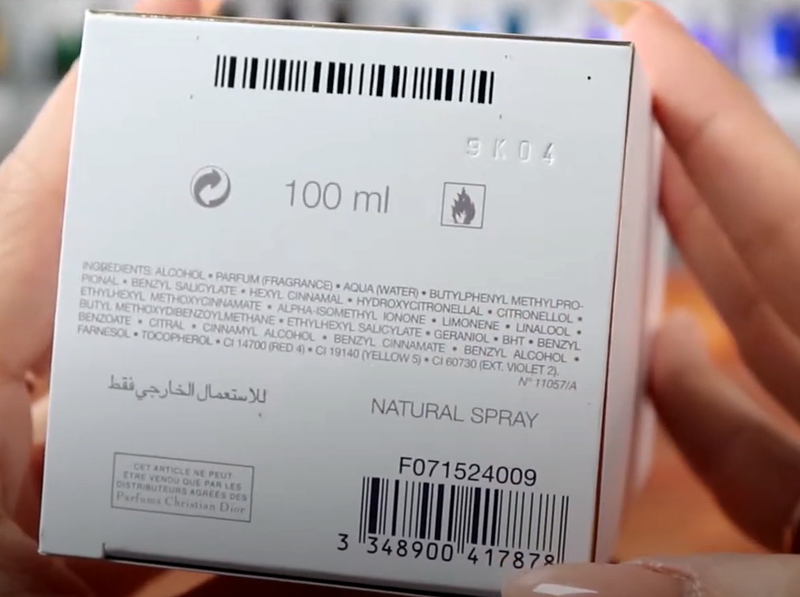 9K04
100 ml
INGREDIENTS: ALCOHOL • PARFUM (FRAGRANCE) • AQUA (WATER) • BUTYLPHENYL METHYLPRO-
PIONAL • BENZYL SALICYLATE • HEXYL CINNAMAL • HYDROXYCITRONELLAL • CITRONELLOL •
ETHYLHEXYL METHOXYCINNAMATE • ALPHA-ISOMETHYL IONONE • LIMONENE • LINALOOL •
BUTYL METHOXYDIBENZOYLMETHANE • ETHYLHEXYL SALICYLATE • GERANIOL • BHT • BENZYL
BENZOATE • CITRAL • CINNAMYL ALCOHOL • BENZYL CINNAMATE • BENZYL ALCOHOL •
FARNESOL • TOCOPHEROL • CI 14700 (RED 4) • CI 19140 (YELLOW 5) • CI 60730 (EXT. VIOLET 2).
N° 11057/A
للاستعمال الخارجي فقط
NATURAL SPRAY
CET ARTICLE NE PEUT
ÊTRE VENDU QUE PAR LES
DISTRIBUTEURS AGRÉÉS DES
Parfums Christian Dior
F071524009
3 348900 417878